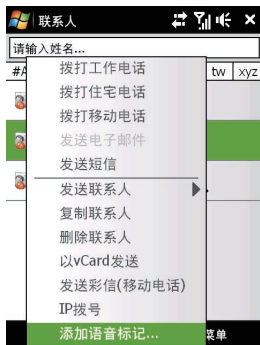 联系人
请输入姓名...
#A tw xyz
拨打工作电话
拨打住宅电话
拨打移动电话
发送电子邮件
发送短信
发送联系人
复制联系人
删除联系人
以vCard发送
发送彩信(移动电话)
IP拨号
添加语音标记...
菜单